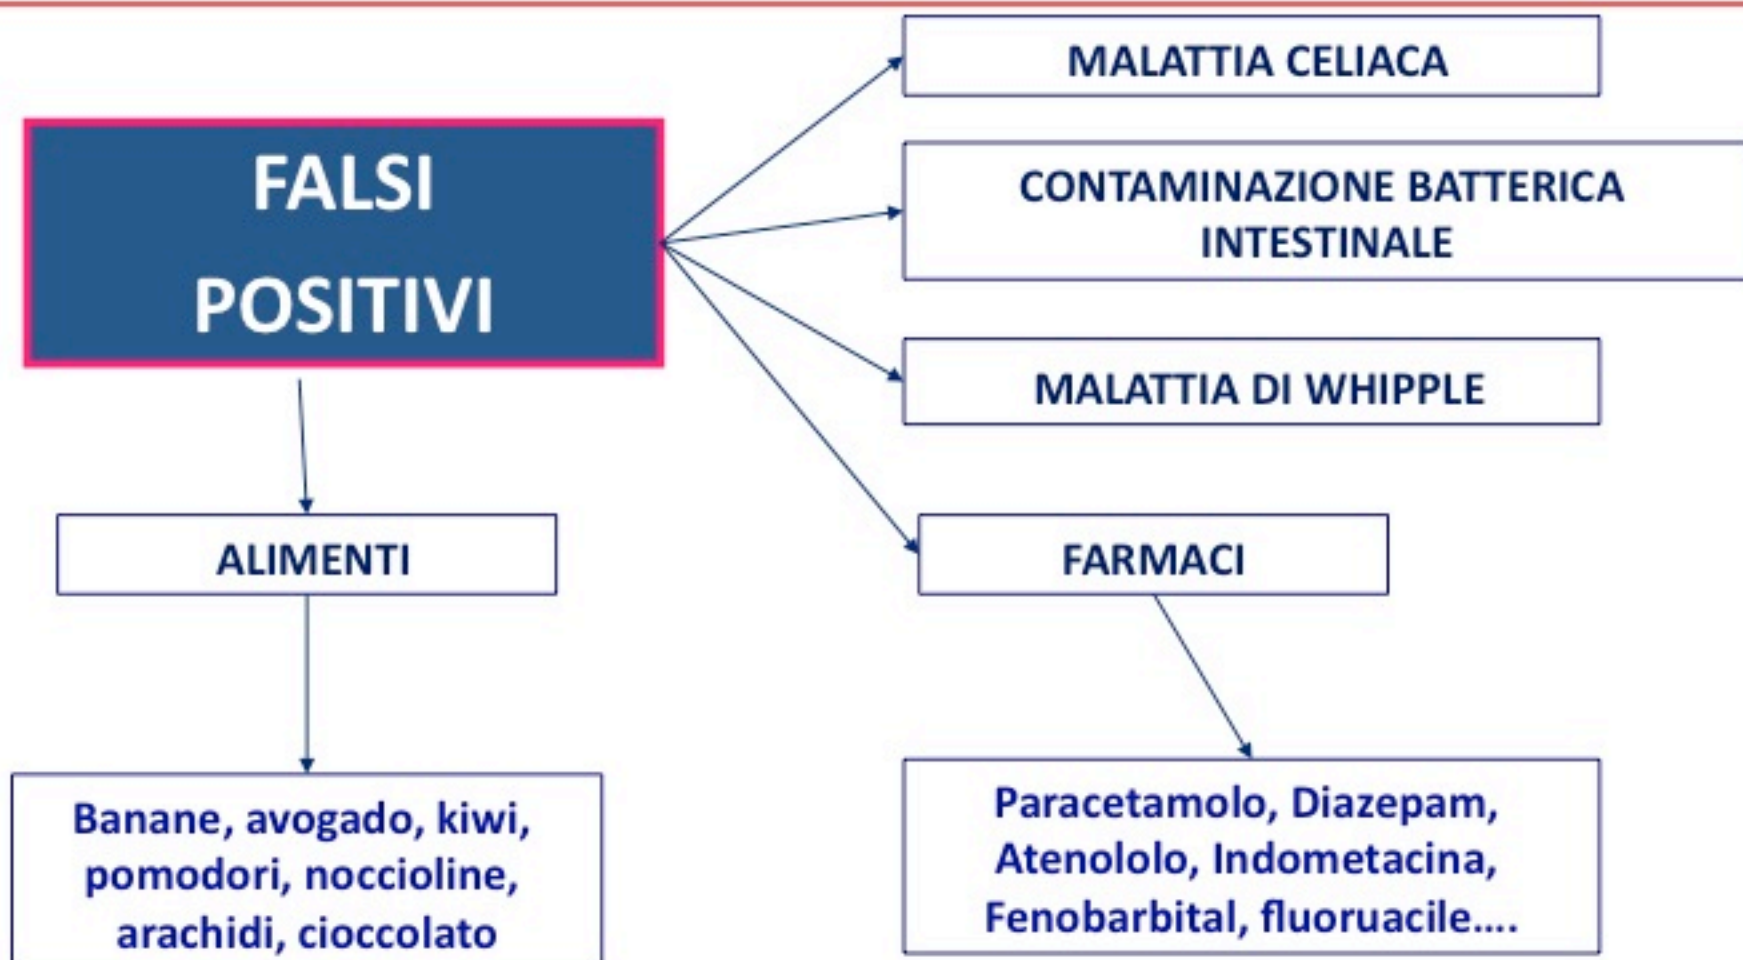 FALSI
POSITIVI
MALATTIA CELIACA
CONTAMINAZIONE BATTERICA
INTESTINALE
MALATTIA DI WHIPPLE
ALIMENTI
FARMACI
Banane, avogado, kiwi,
pomodori, noccioline,
arachidi, cioccolato
Paracetamolo, Diazepam,
Atenololo, Indometacina,
Fenobarbital, fluoruacile....